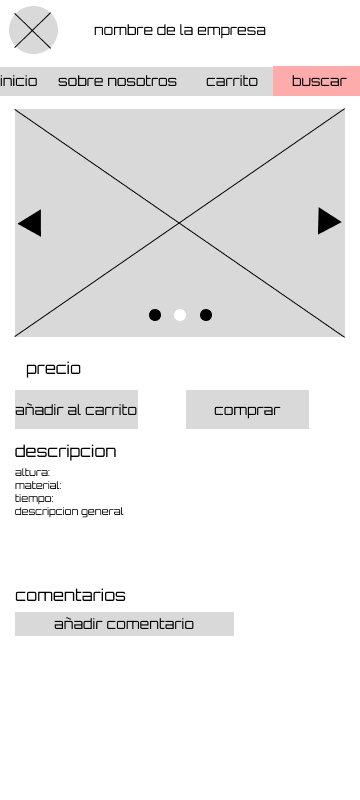 nombre de la empresa
inicio sobre nosotros carrito buscar
precio
añadir al carrito comprar
descripcion
altura:
material:
tiempo:
descripcion general
comentarios
añadir comentario